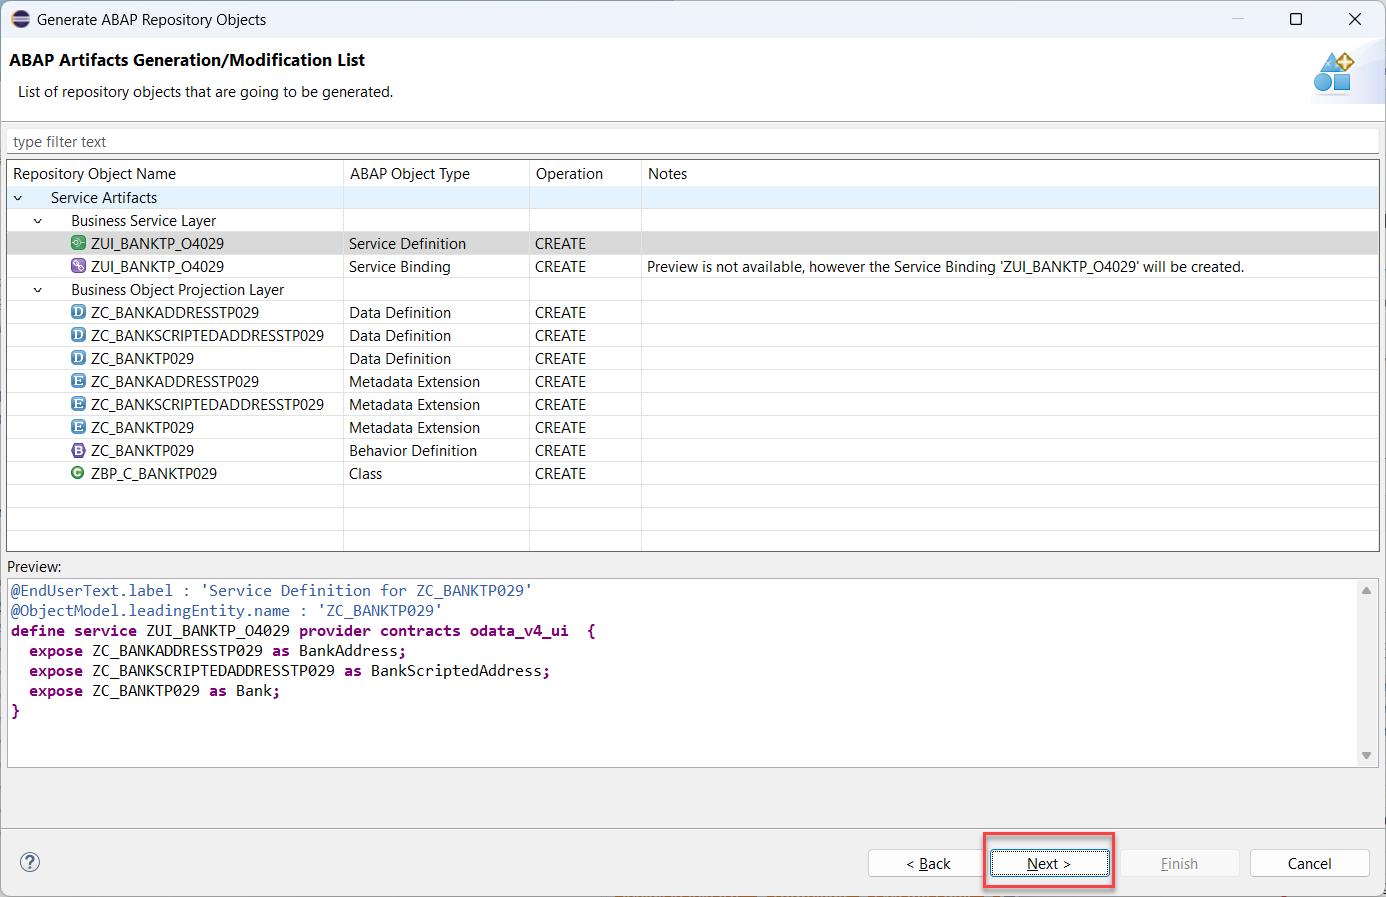 Generate ABAP Repository Objects
ABAP Artifacts Generation/Modification List
List of repository objects that are going to be generated.
type filter text
Repository Object Name ABAP Object Type Operation Notes
Service Artifacts
Business Service Layer
ZUI_BANKTP_O4029 Service Definition CREATE
ZUI_BANKTP_O4029 Service Binding CREATE Preview is not available, however the Service Binding 'ZUI_BANKTP_O4029' will be created.
Business Object Projection Layer
D ZC_BANKADDRESSTP029 Data Definition CREATE
D ZC_BANKSCRIPTEDADDRESSTP029 Data Definition CREATE
D ZC_BANKTP029 Data Definition CREATE
E ZC_BANKADDRESSTP029 Metadata Extension CREATE
E ZC_BANKSCRIPTEDADDRESSTP029 Metadata Extension CREATE
E ZC_BANKTP029 Metadata Extension CREATE
B ZC_BANKTP029 Behavior Definition CREATE
C ZBP_C_BANKTP029 Class CREATE
Preview:
@EndUserText.label : 'Service Definition for ZC_BANKTP029'
@ObjectModel.leadingEntity.name : 'ZC_BANKTP029'
define service ZUI_BANKTP_O4029 provider contracts odata_v4_ui {
expose ZC_BANKADDRESSTP029 as BankAddress;
expose ZC_BANKSCRIPTEDADDRESSTP029 as BankScriptedAddress;
expose ZC_BANKTP029 as Bank;
}
? < Back Next > Finish Cancel